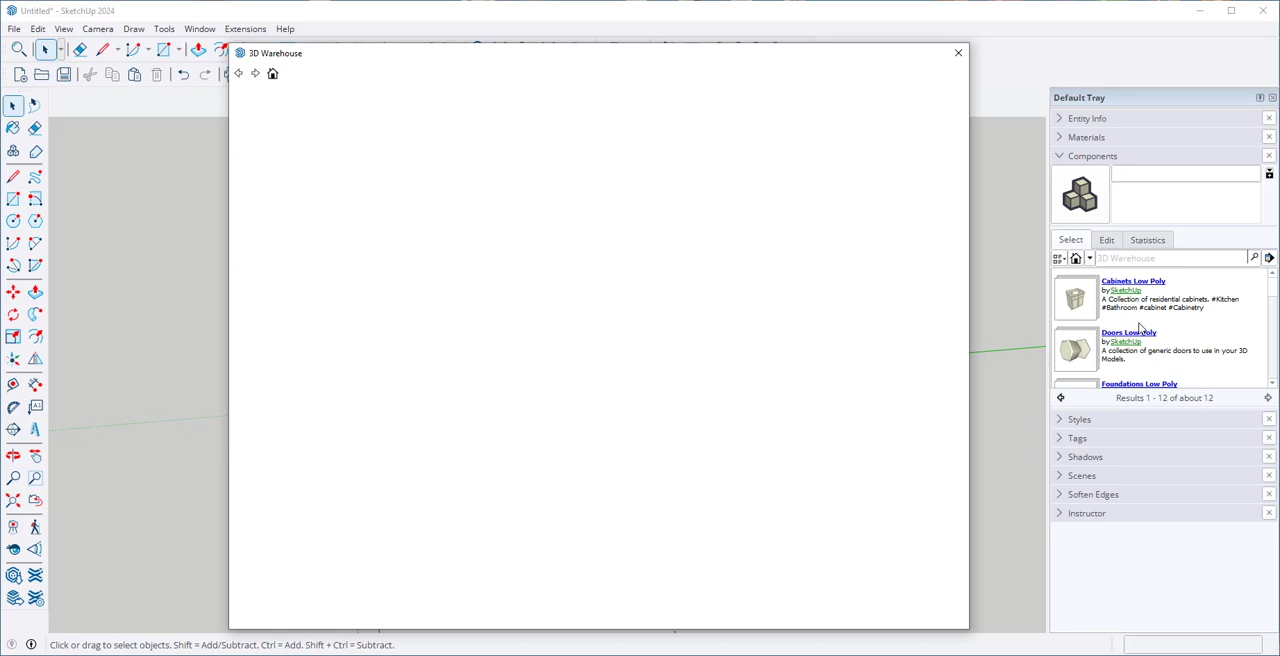 Untitled* - SketchUp 2024
File Edit View Camera Draw Tools Window Extensions Help
3D Warehouse
Default Tray
Entity Info
Materials
Components
Select Edit Statistics
3D Warehouse
Cabinets Low Poly
by SketchUp
A Collection of residential cabinets. #Kitchen
#Bathroom #cabinet #Cabinetry
Doors Low Poly
by SketchUp
A collection of generic doors to use in your 3D
Models.
Foundations Low Poly
Results 1 - 12 of about 12
Styles
Tags
Shadows
Scenes
Soften Edges
Instructor
Click or drag to select objects. Shift = Add/Subtract. Ctrl = Add. Shift + Ctrl = Subtract.